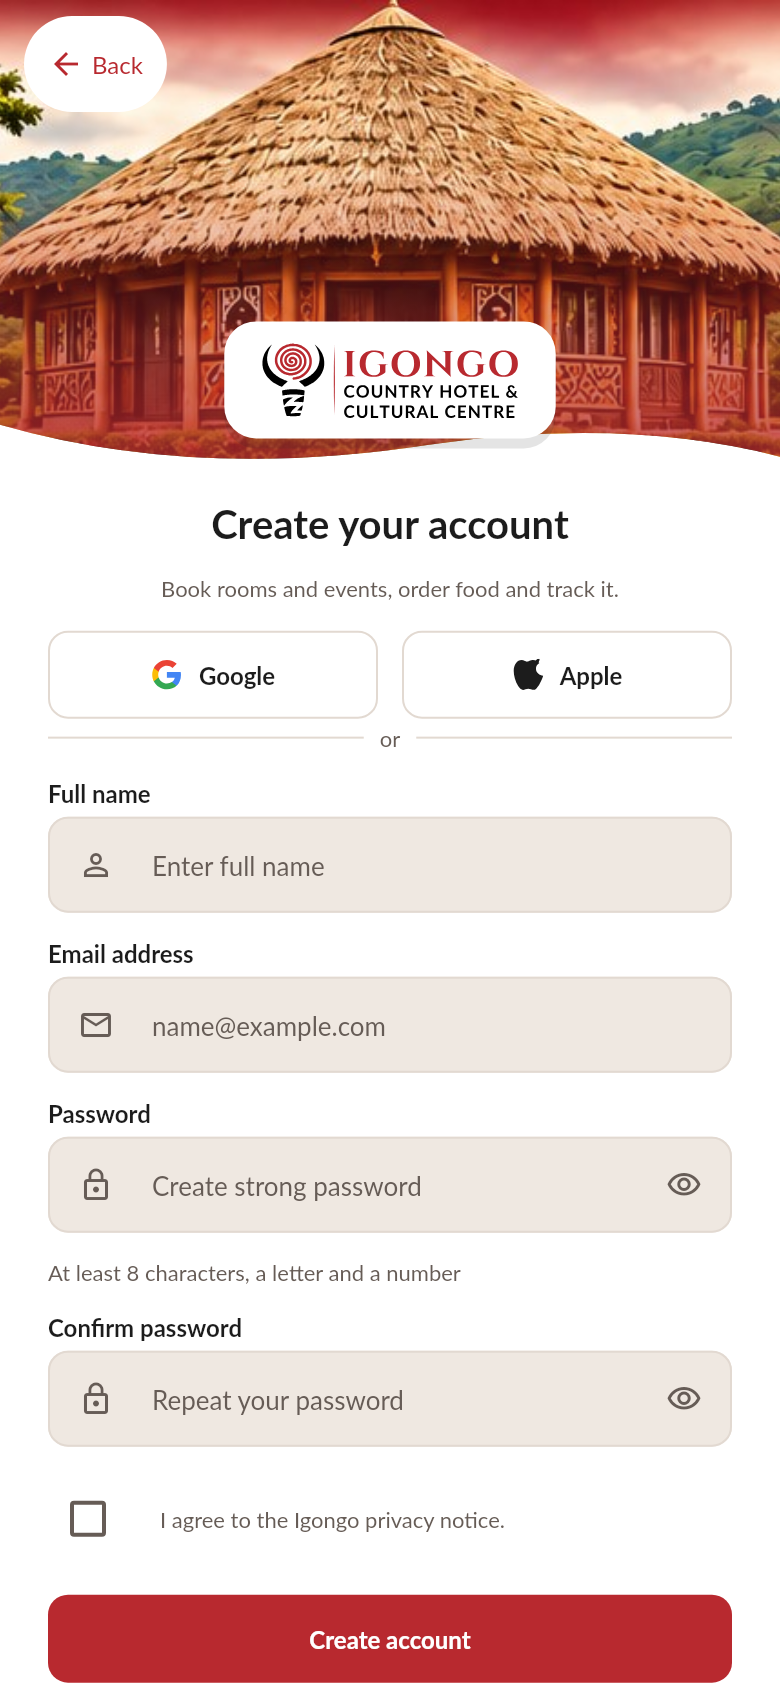 Back
IGONGO
COUNTRY HOTEL &
CULTURAL CENTRE
Create your account
Book rooms and events, order food and track it.
Google
Apple
or
Full name
Enter full name
Email address
name@example.com
Password
Create strong password
At least 8 characters, a letter and a number
Confirm password
Repeat your password
I agree to the Igongo privacy notice.
Create account